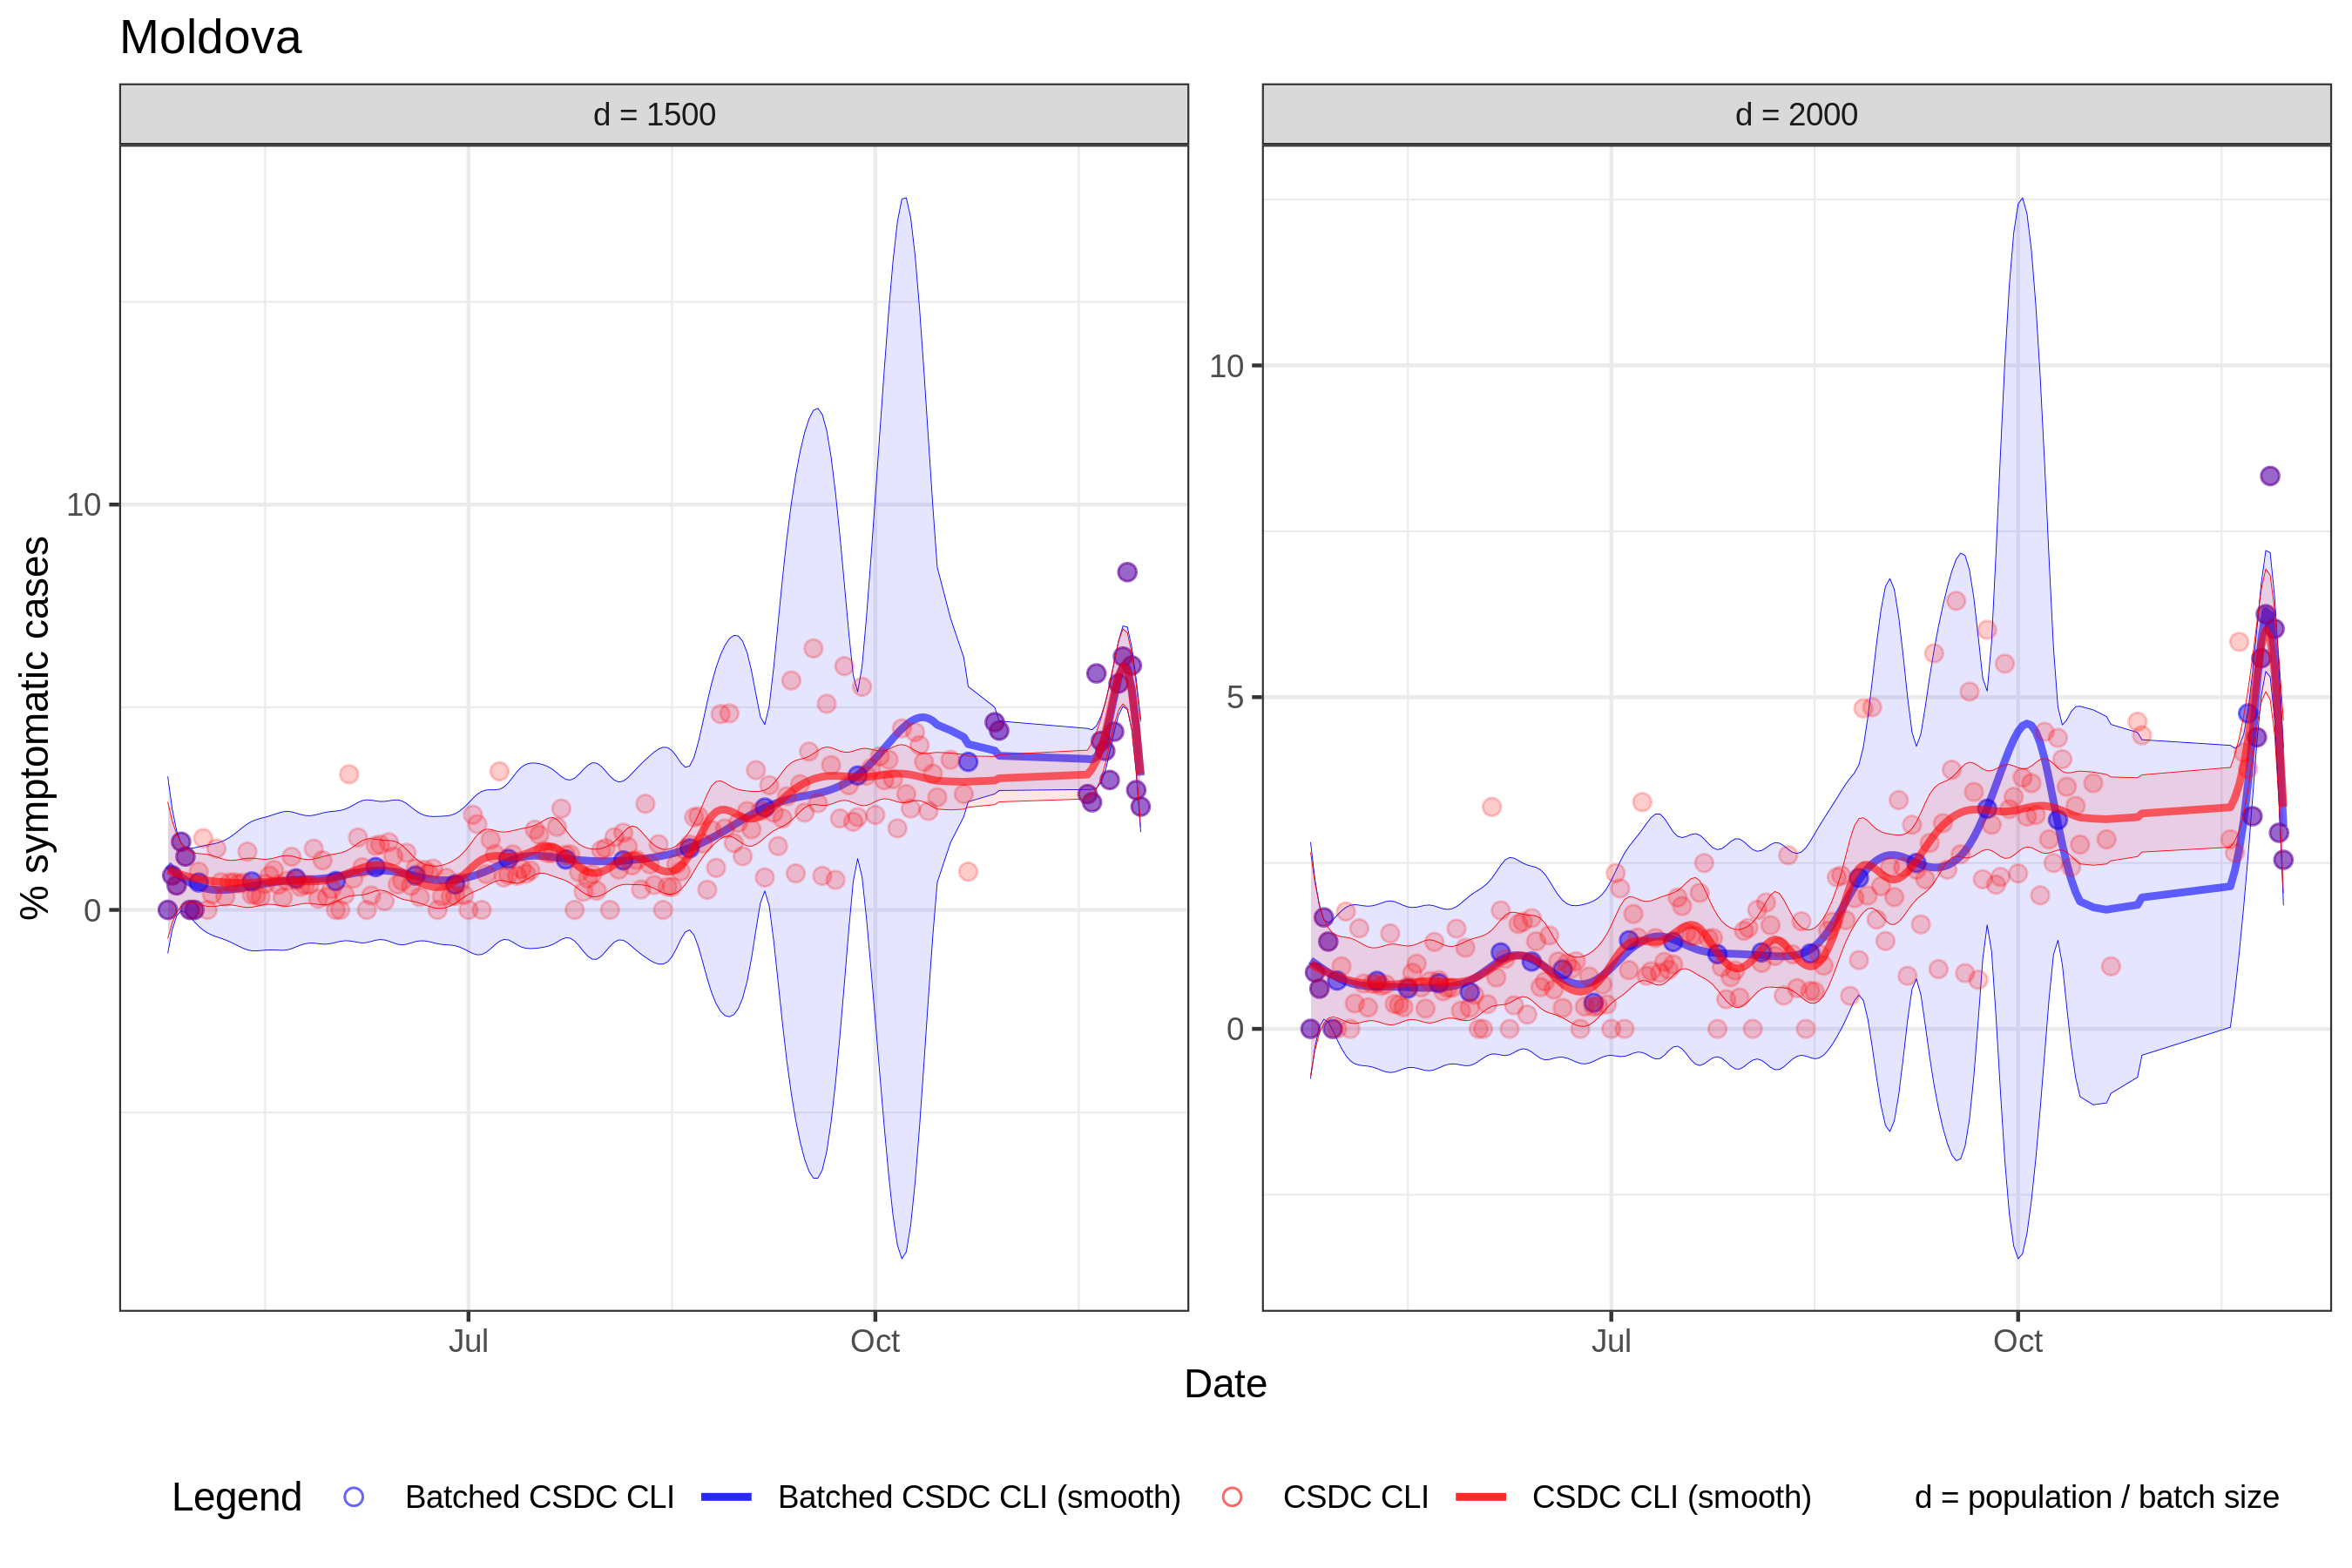 Moldova
d = 1500
d = 2000
% symptomatic cases
10
0
10
5
0
Jul
Oct
Jul
Oct
Date
Legend
Batched CSDC CLI
Batched CSDC CLI (smooth)
CSDC CLI
CSDC CLI (smooth)
d = population / batch size